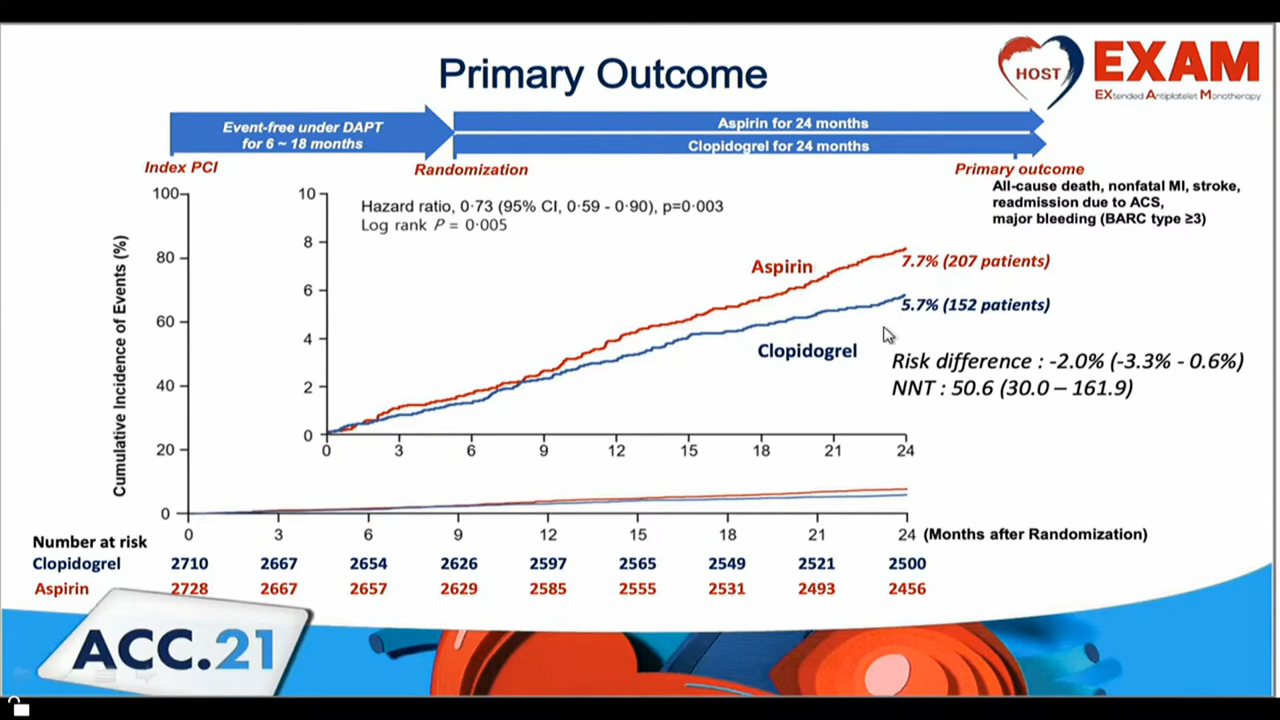 Primary Outcome
HOST
EXAM
EXtended Antiplatelet Monotherapy
Event-free under DAPT
for 6 ~ 18 months
Aspirin for 24 months
Clopidogrel for 24 months
Index PCI
Randomization
Primary outcome
All-cause death, nonfatal MI, stroke,
readmission due to ACS,
major bleeding (BARC type ≥3)
Cumulative Incidence of Events (%)
100
80
60
40
20
0
10
8
6
4
2
0
Hazard ratio, 0·73 (95% CI, 0·59 - 0·90), p=0·003
Log rank P = 0·005
Aspirin
7.7% (207 patients)
5.7% (152 patients)
Clopidogrel
Risk difference : -2.0% (-3.3% - 0.6%)
NNT : 50.6 (30.0 – 161.9)
0 3 6 9 12 15 18 21 24
0 3 6 9 12 15 18 21 24 (Months after Randomization)
Number at risk
Clopidogrel 2710 2667 2654 2626 2597 2565 2549 2521 2500
Aspirin 2728 2667 2657 2629 2585 2555 2531 2493 2456
ACC.21